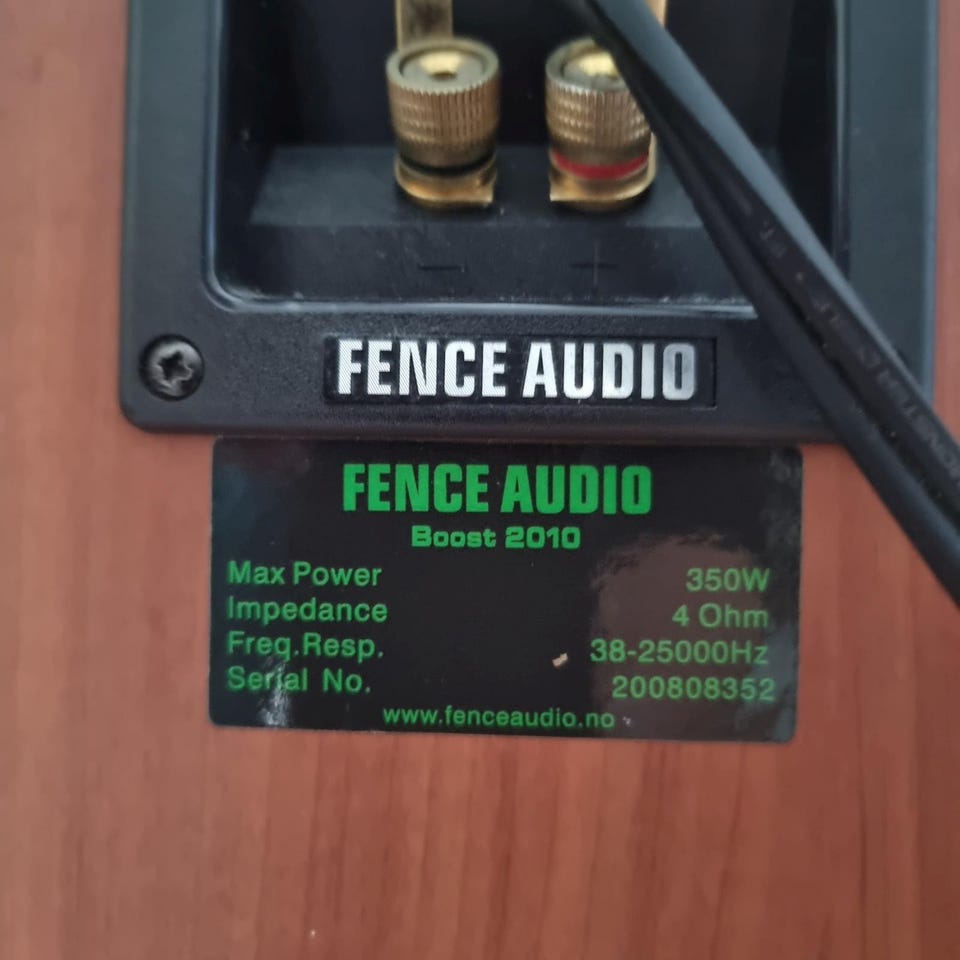 - +
FENCE AUDIO
FENCE AUDIO
Boost 2010
Max Power 350W
Impedance 4 Ohm
Freq.Resp. 38-25000Hz
Serial No. 200808352
www.fenceaudio.no